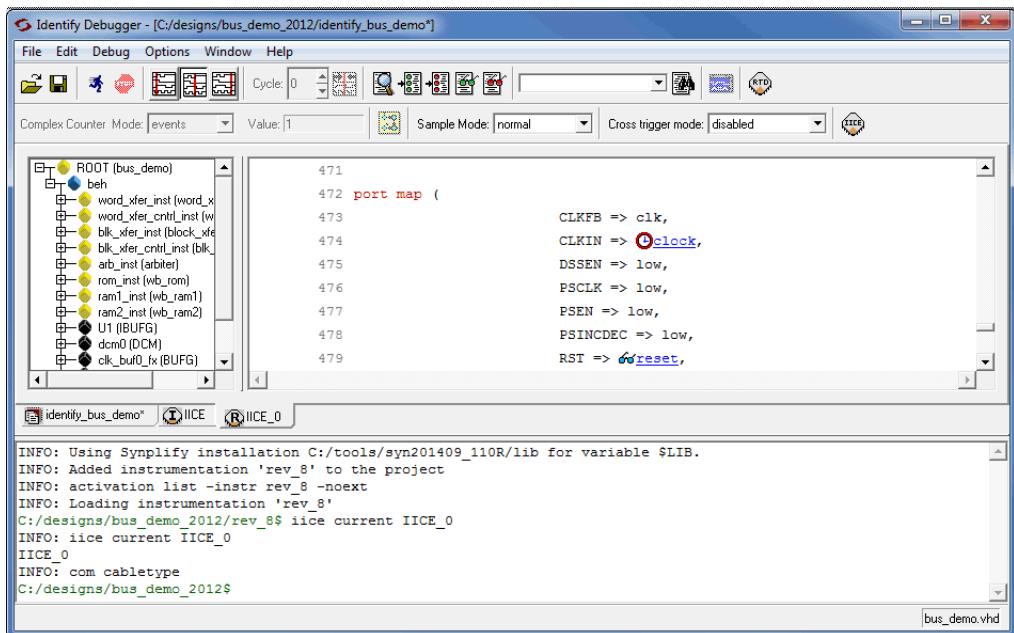 Identify Debugger - [C:/designs/bus_demo_2012/identify_bus_demo*]
File Edit Debug Options Window Help
STOP Cycle: 0 RTD
Complex Counter Mode: events Value: 1 Sample Mode: normal Cross trigger mode: disabled IICE
ROOT (bus_demo)
beh
word_xfer_inst (word_x
word_xfer_cntrl_inst (w
blk_xfer_inst (block_xfe
blk_xfer_cntrl_inst (blk_
arb_inst (arbiter)
rom_inst (wb_rom)
ram1_inst (wb_ram1)
ram2_inst (wb_ram2)
U1 (IBUFG)
dcm0 (DCM)
clk_buf0_fx (BUFG)
471
472 port map (
473 CLKFB => clk,
474 CLKIN => clock,
475 DSSEN => low,
476 PSCLK => low,
477 PSEN => low,
478 PSINCDEC => low,
479 RST => reset,
identify_bus_demo* I IICE R IICE_0
INFO: Using Synplify installation C:/tools/syn201409_110R/lib for variable $LIB.
INFO: Added instrumentation 'rev_8' to the project
INFO: activation list -instr rev_8 -noext
INFO: Loading instrumentation 'rev_8'
C:/designs/bus_demo_2012/rev_8$ iice current IICE_0
INFO: iice current IICE_0
IICE_0
INFO: com cabletype
C:/designs/bus_demo_2012$
bus_demo.vhd